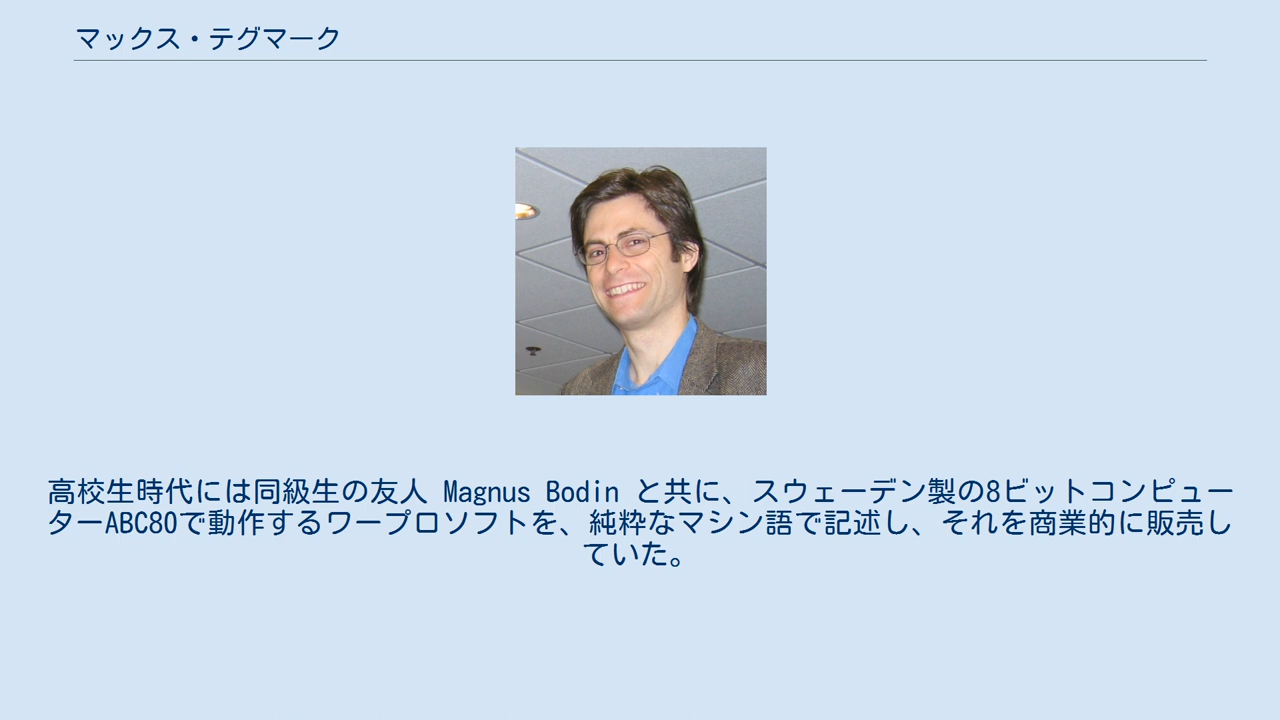 マックス・テグマーク
高校生時代には同級生の友人 Magnus Bodin と共に、スウェーデン製の8ビットコンピュー
ターABC80で動作するワープロソフトを、純粋なマシン語で記述し、それを商業的に販売し
ていた。